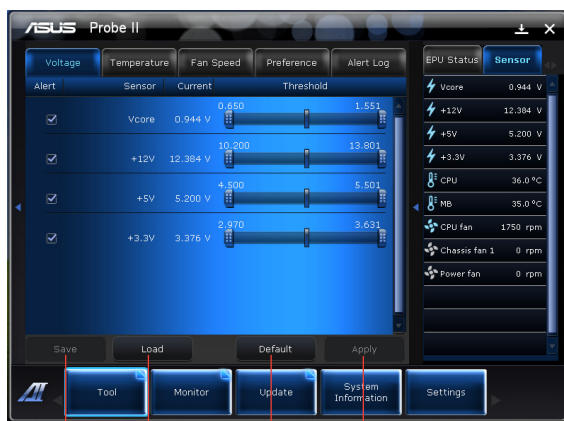 ASUS Probe II
Voltage Temperature Fan Speed Preference Alert Log
Alert Sensor Current Threshold
0.650 1.551
Vcore 0.944 V
10.200 13.801
+12V 12.384 V
4.500 5.501
+5V 5.200 V
2.970 3.631
+3.3V 3.376 V
Save Load Default Apply
EPU Status Sensor
Vcore 0.944 V
+12V 12.384 V
+5V 5.200 V
+3.3V 3.376 V
CPU 36.0 °C
MB 35.0 °C
CPU fan 1750 rpm
Chassis fan 1 0 rpm
Power fan 0 rpm
AII Tool Monitor Update System
Information Settings